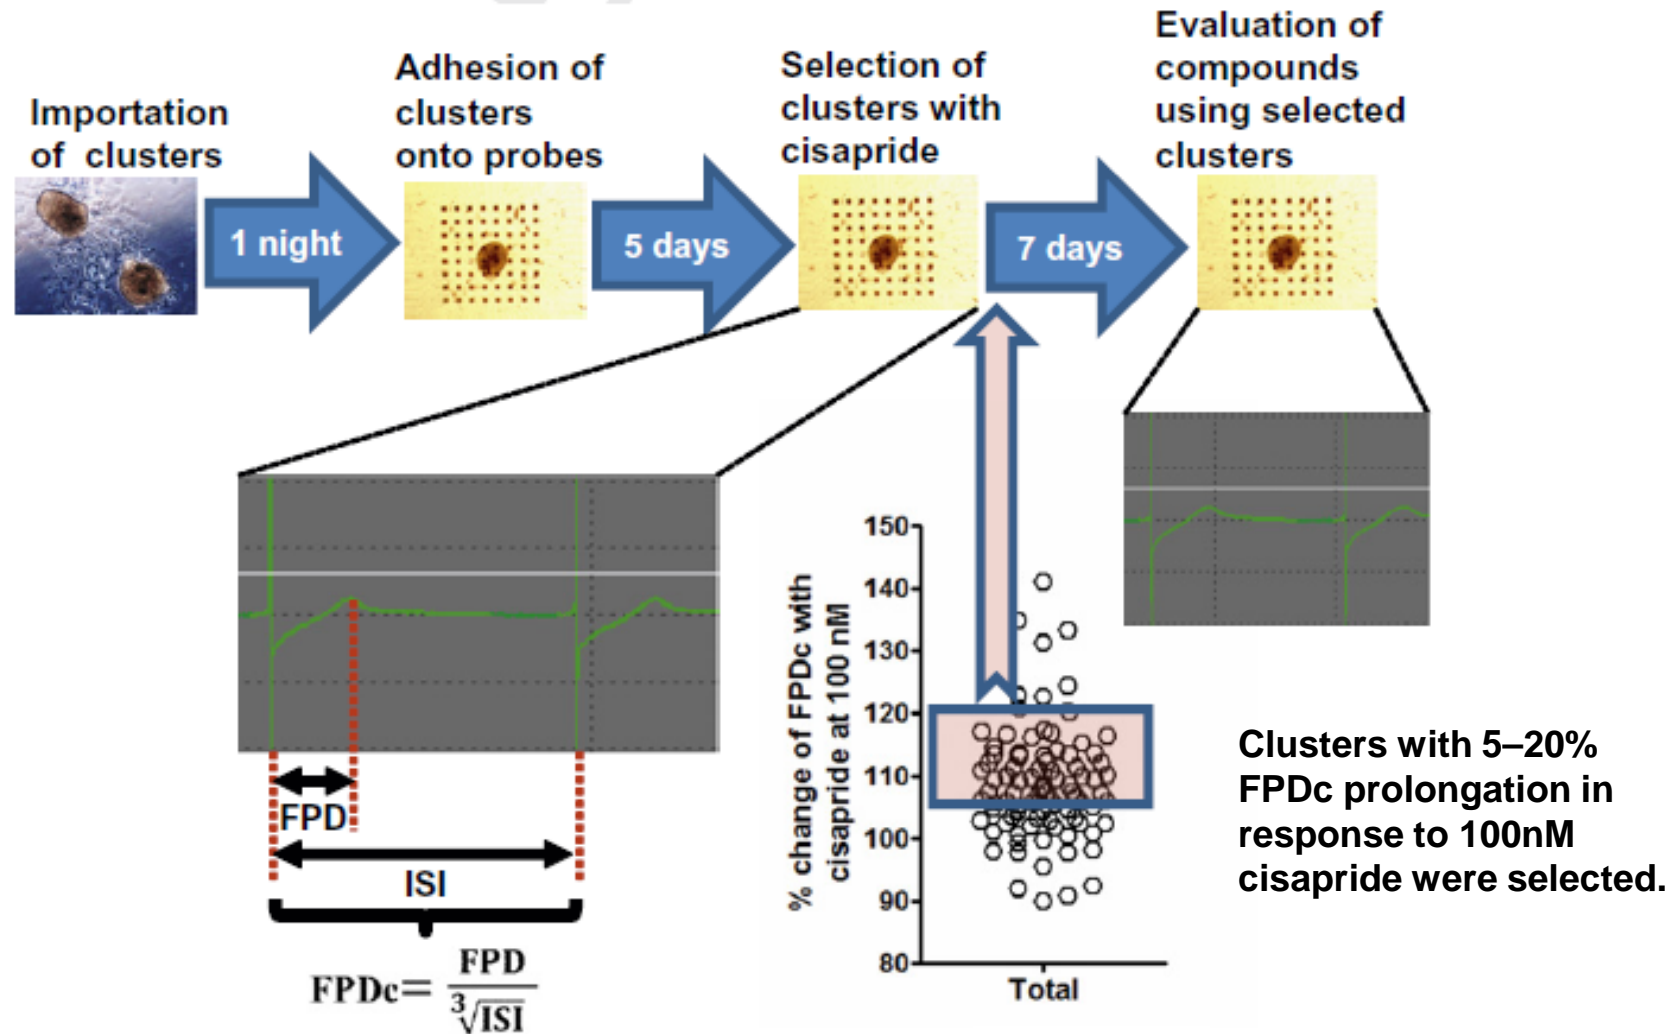 Importation
of clusters
Adhesion of
clusters
onto probes
Selection of
clusters with
cisapride
Evaluation of
compounds
using selected
clusters
1 night
5 days
7 days
FPD
ISI
FPDc= FPD / ³√ISI
% change of FPDc with
cisapride at 100 nM
150
140
130
120
110
100
90
80
Total
Clusters with 5–20%
FPDc prolongation in
response to 100nM
cisapride were selected.